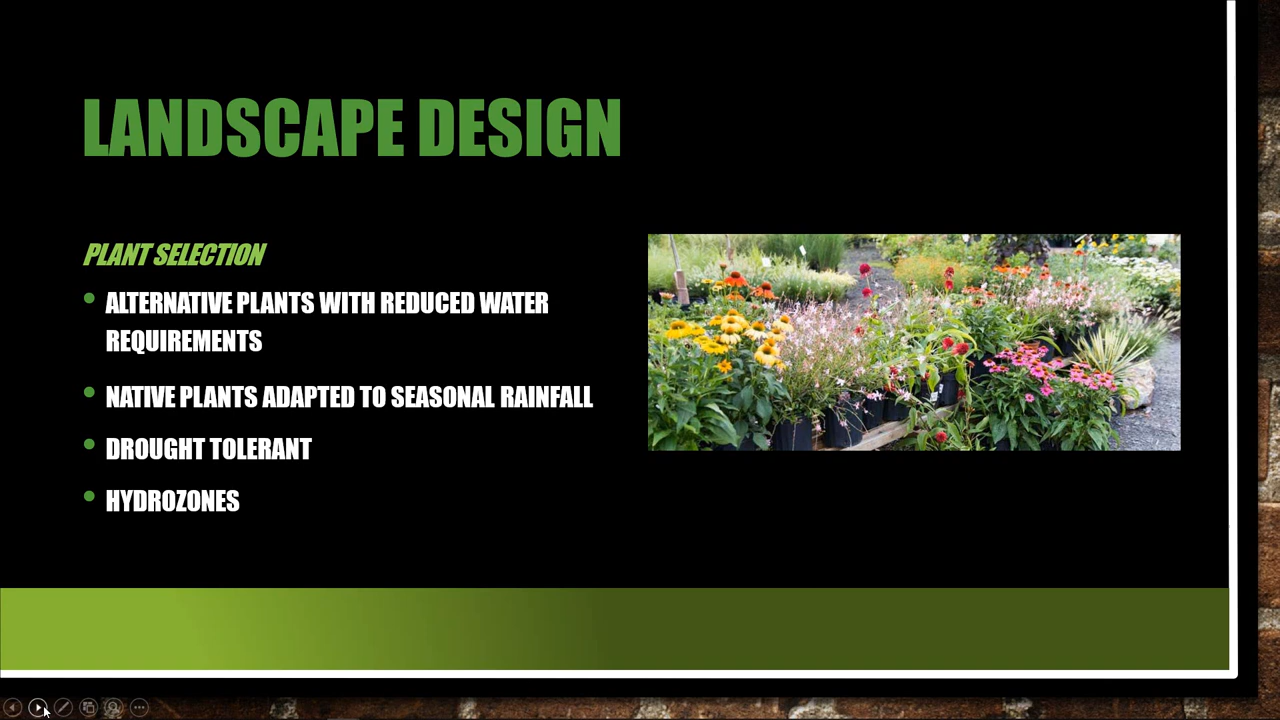 LANDSCAPE DESIGN
PLANT SELECTION
ALTERNATIVE PLANTS WITH REDUCED WATER
REQUIREMENTS
NATIVE PLANTS ADAPTED TO SEASONAL RAINFALL
DROUGHT TOLERANT
HYDROZONES